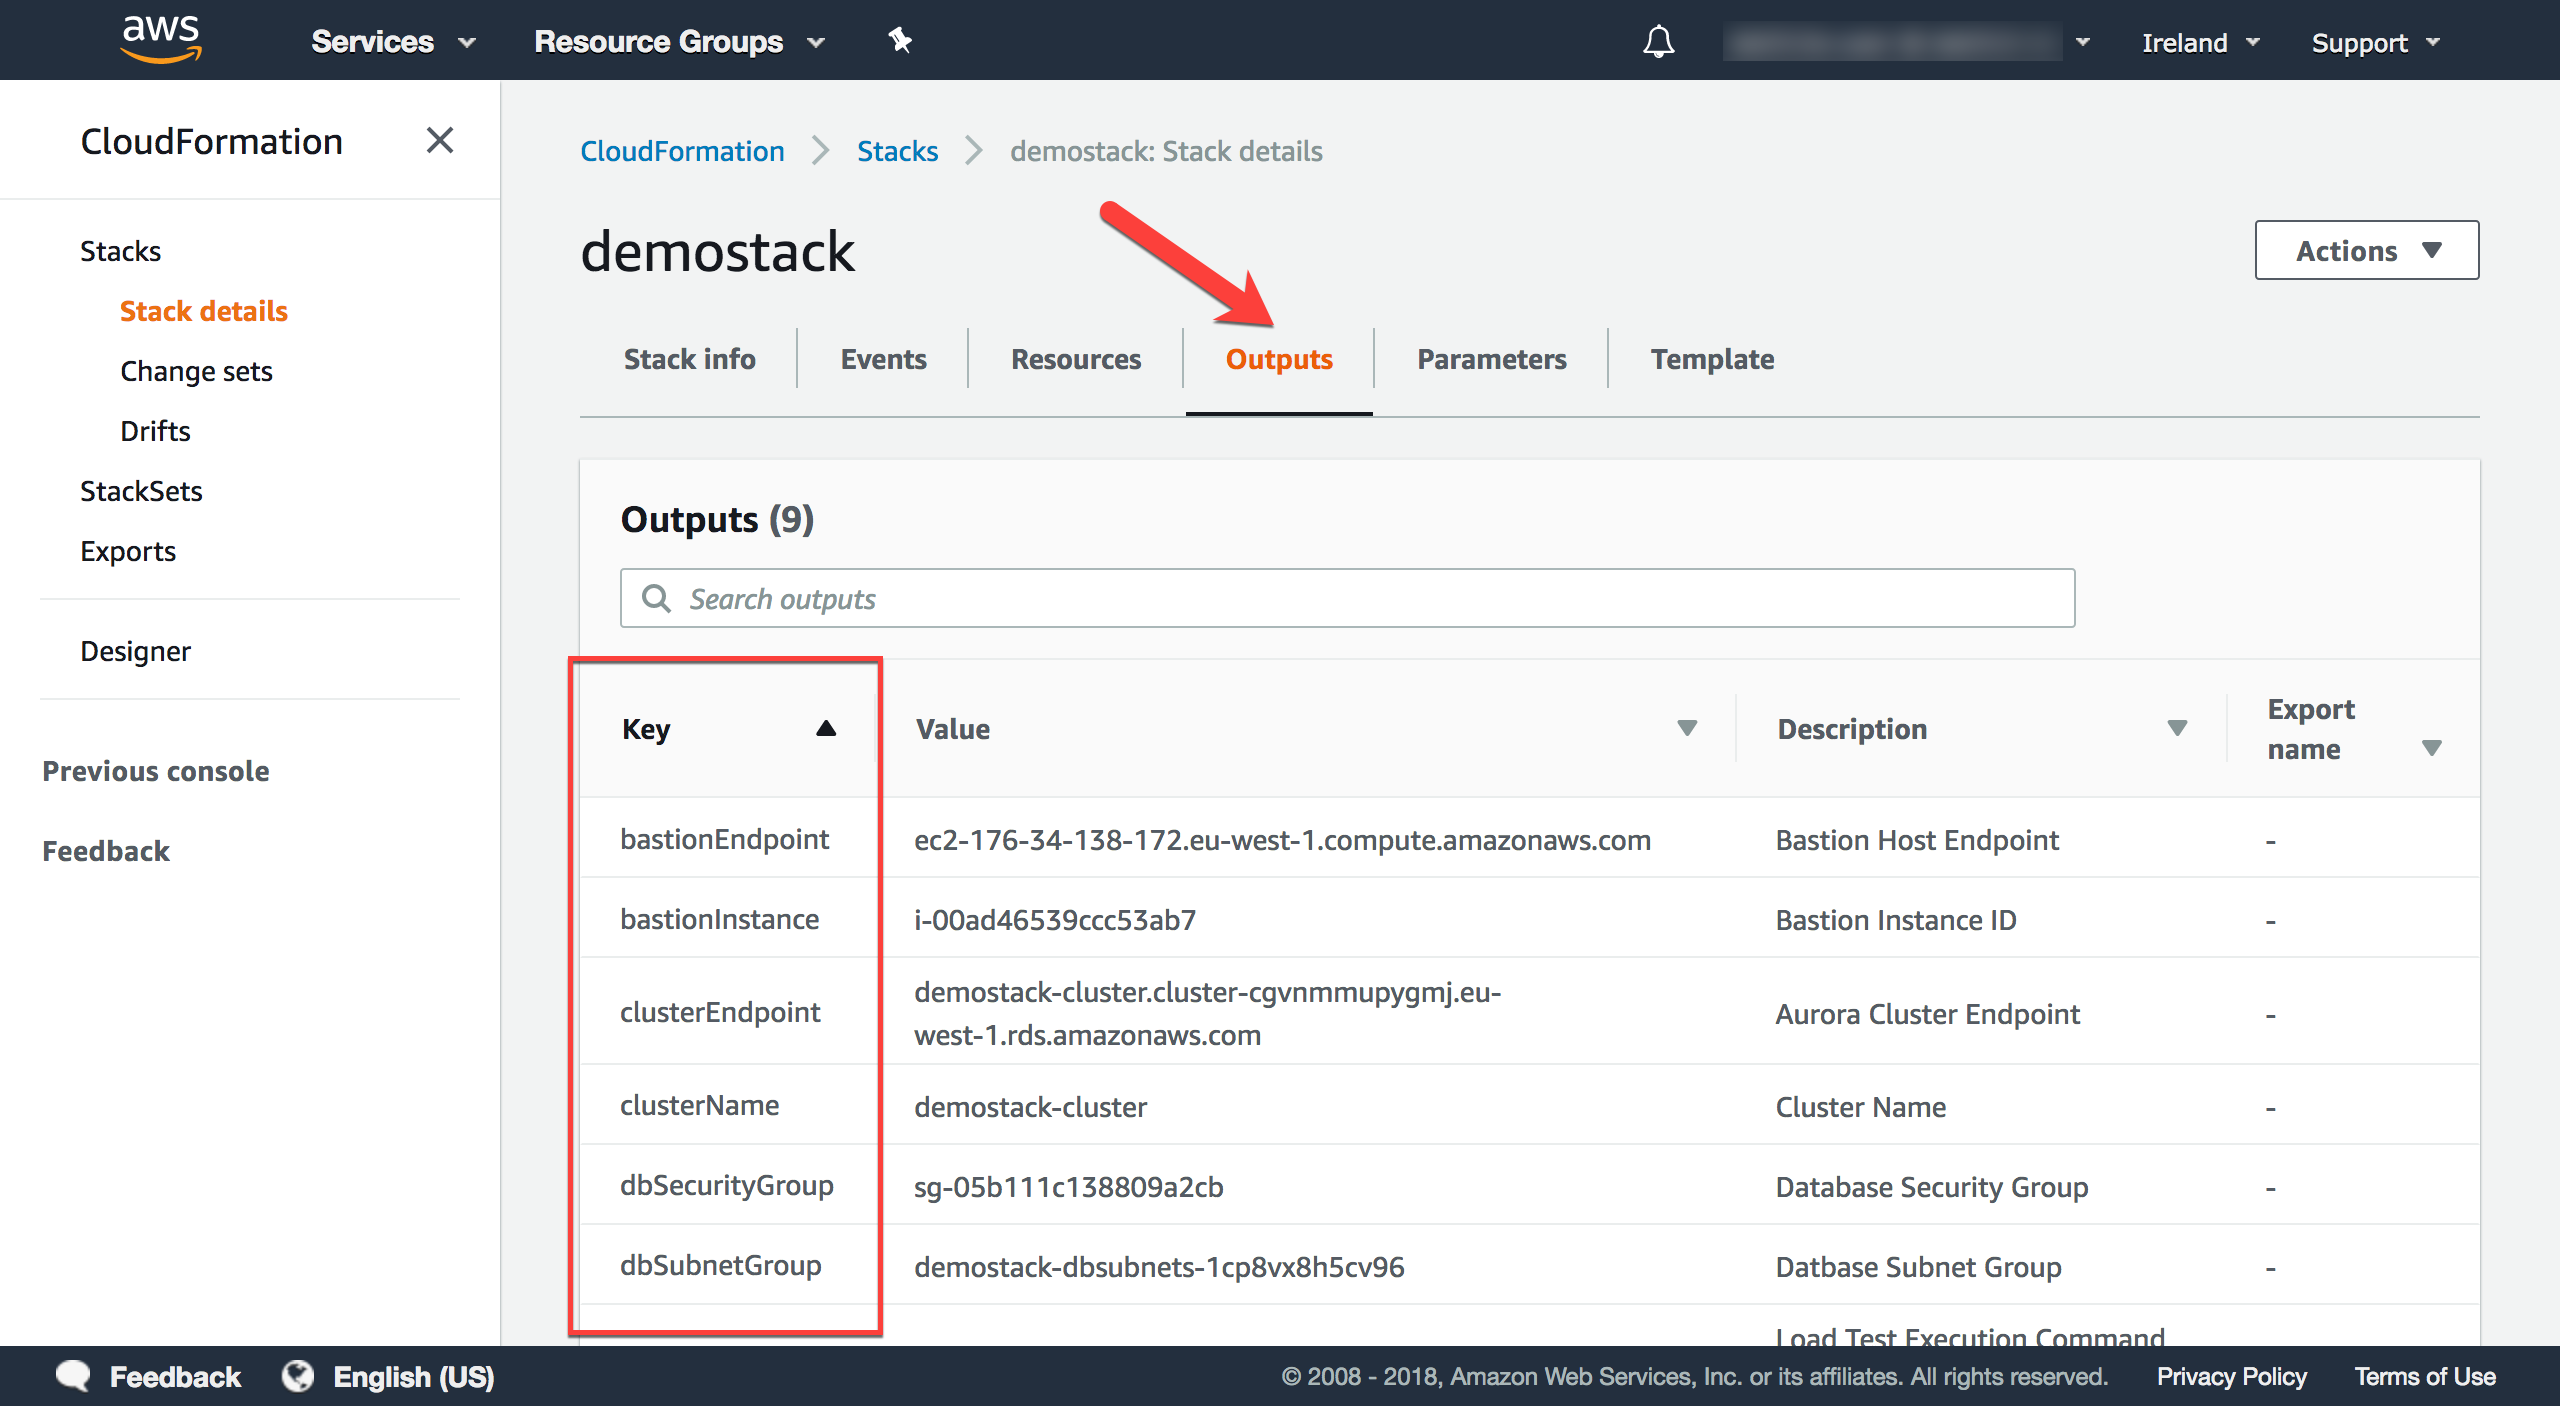 aws
Services
Resource Groups
Ireland
Support
CloudFormation
Stacks
Stack details
Change sets
Drifts
StackSets
Exports
Designer
Previous console
Feedback
CloudFormation
Stacks
demostack: Stack details
demostack
Actions
Stack info
Events
Resources
Outputs
Parameters
Template
Outputs (9)
Search outputs
Key
Value
Description
Export
name
bastionEndpoint
ec2-176-34-138-172.eu-west-1.compute.amazonaws.com
Bastion Host Endpoint
-
bastionInstance
i-00ad46539ccc53ab7
Bastion Instance ID
-
clusterEndpoint
demostack-cluster.cluster-cgvnmmupygmj.eu-
west-1.rds.amazonaws.com
Aurora Cluster Endpoint
-
clusterName
demostack-cluster
Cluster Name
-
dbSecurityGroup
sg-05b111c138809a2cb
Database Security Group
-
dbSubnetGroup
demostack-dbsubnets-1cp8vx8h5cv96
Datbase Subnet Group
-
Load Test Execution Command
Feedback
English (US)
© 2008 - 2018, Amazon Web Services, Inc. or its affiliates. All rights reserved.
Privacy Policy
Terms of Use